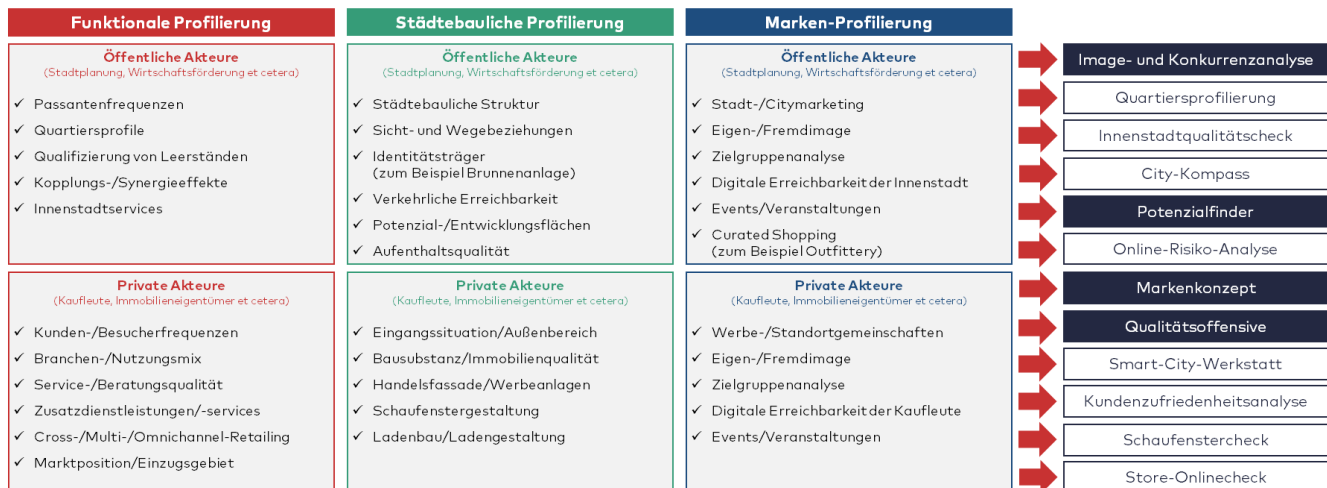 Funktionale Profilierung
Öffentliche Akteure
(Stadtplanung, Wirtschaftsförderung et cetera)
✓ Passantenfrequenzen
✓ Quartiersprofile
✓ Qualifizierung von Leerständen
✓ Kopplungs-/Synergieeffekte
✓ Innenstadtservices
Private Akteure
(Kaufleute, Immobilieneigentümer et cetera)
✓ Kunden-/Besucherfrequenzen
✓ Branchen-/Nutzungsmix
✓ Service-/Beratungsqualität
✓ Zusatzdienstleistungen/-services
✓ Cross-/Multi-/Omnichannel-Retailing
✓ Marktposition/Einzugsgebiet
Städtebauliche Profilierung
Öffentliche Akteure
(Stadtplanung, Wirtschaftsförderung et cetera)
✓ Städtebauliche Struktur
✓ Sicht- und Wegebeziehungen
✓ Identitätsträger
(zum Beispiel Brunnenanlage)
✓ Verkehrliche Erreichbarkeit
✓ Potenzial-/Entwicklungsflächen
✓ Aufenthaltsqualität
Private Akteure
(Kaufleute, Immobilieneigentümer et cetera)
✓ Eingangssituation/Außenbereich
✓ Bausubstanz/Immobilienqualität
✓ Handelsfassade/Werbeanlagen
✓ Schaufenstergestaltung
✓ Ladenbau/Ladengestaltung
Marken-Profilierung
Öffentliche Akteure
(Stadtplanung, Wirtschaftsförderung et cetera)
✓ Stadt-/Citymarketing
✓ Eigen-/Fremdimage
✓ Zielgruppenanalyse
✓ Digitale Erreichbarkeit der Innenstadt
✓ Events/Veranstaltungen
✓ Curated Shopping
(zum Beispiel Outfittery)
Private Akteure
(Kaufleute, Immobilieneigentümer et cetera)
✓ Werbe-/Standortgemeinschaften
✓ Eigen-/Fremdimage
✓ Zielgruppenanalyse
✓ Digitale Erreichbarkeit der Kaufleute
✓ Events/Veranstaltungen
Image- und Konkurrenzanalyse
Quartiersprofilierung
Innenstadtqualitätscheck
City-Kompass
Potenzialfinder
Online-Risiko-Analyse
Markenkonzept
Qualitätsoffensive
Smart-City-Werkstatt
Kundenzufriedenheitsanalyse
Schaufenstercheck
Store-Onlinecheck